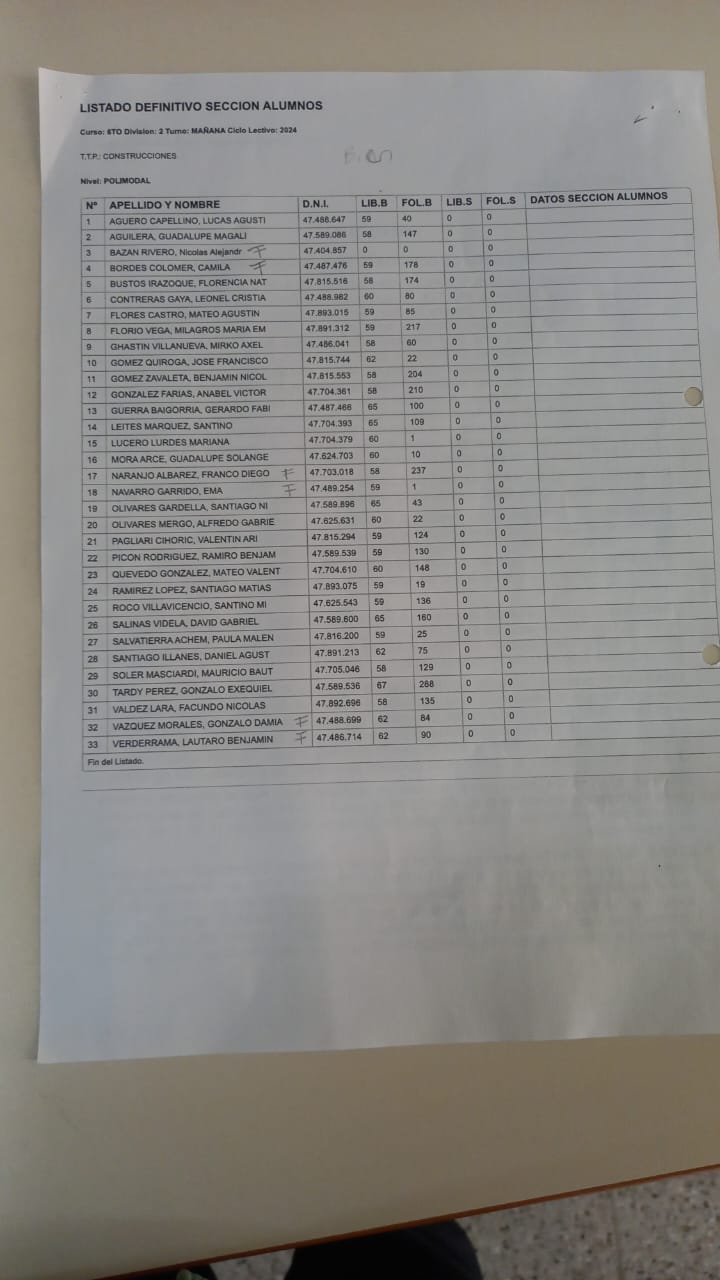 LISTADO DEFINITIVO SECCION ALUMNOS
Curso: 6TO Division: 2 Turno: MAÑANA Ciclo Lectivo: 2024
T.T.P.: CONSTRUCCIONES
Bien
Nivel: POLIMODAL
Nº APELLIDO Y NOMBRE D.N.I. LIB.B FOL.B LIB.S FOL.S DATOS SECCION ALUMNOS
1 AGUERO CAPELLINO, LUCAS AGUSTI 47.488.647 59 40 0 0
2 AGUILERA, GUADALUPE MAGALI 47.589.086 58 147 0 0
3 BAZAN RIVERO, Nicolas Alejandr F 47.404.857 0 0 0 0
4 BORDES COLOMER, CAMILA F 47.487.476 59 178 0 0
5 BUSTOS IRAZOQUE, FLORENCIA NAT 47.815.516 58 174 0 0
6 CONTRERAS GAYA, LEONEL CRISTIA 47.488.982 60 80 0 0
7 FLORES CASTRO, MATEO AGUSTIN 47.893.015 59 85 0 0
8 FLORIO VEGA, MILAGROS MARIA EM 47.891.312 59 217 0 0
9 GHASTIN VILLANUEVA, MIRKO AXEL 47.486.041 58 60 0 0
10 GOMEZ QUIROGA, JOSE FRANCISCO 47.815.744 62 22 0 0
11 GOMEZ ZAVALETA, BENJAMIN NICOL 47.815.553 58 204 0 0
12 GONZALEZ FARIAS, ANABEL VICTOR 47.704.361 58 210 0 0
13 GUERRA BAIGORRIA, GERARDO FABI 47.487.466 65 100 0 0
14 LEITES MARQUEZ, SANTINO 47.704.393 65 109 0 0
15 LUCERO LURDES MARIANA 47.704.379 60 1 0 0
16 MORA ARCE, GUADALUPE SOLANGE 47.624.703 60 10 0 0
17 NARANJO ALBAREZ, FRANCO DIEGO F 47.703.018 58 237 0 0
18 NAVARRO GARRIDO, EMA F 47.489.254 59 1 0 0
19 OLIVARES GARDELLA, SANTIAGO NI 47.589.896 65 43 0 0
20 OLIVARES MERGO, ALFREDO GABRIE 47.625.631 60 22 0 0
21 PAGLIARI CIHORIC, VALENTIN ARI 47.815.294 59 124 0 0
22 PICON RODRIGUEZ, RAMIRO BENJAM 47.589.539 59 130 0 0
23 QUEVEDO GONZALEZ, MATEO VALENT 47.704.610 60 148 0 0
24 RAMIREZ LOPEZ, SANTIAGO MATIAS 47.893.075 59 19 0 0
25 ROCO VILLAVICENCIO, SANTINO MI 47.625.543 59 136 0 0
26 SALINAS VIDELA, DAVID GABRIEL 47.589.600 65 160 0 0
27 SALVATIERRA ACHEM, PAULA MALEN 47.816.200 59 25 0 0
28 SANTIAGO ILLANES, DANIEL AGUST 47.891.213 62 75 0 0
29 SOLER MASCIARDI, MAURICIO BAUT 47.705.046 58 129 0 0
30 TARDY PEREZ, GONZALO EXEQUIEL 47.589.536 67 288 0 0
31 VALDEZ LARA, FACUNDO NICOLAS 47.892.696 58 135 0 0
32 VAZQUEZ MORALES, GONZALO DAMIA F 47.488.699 62 84 0 0
33 VERDERRAMA, LAUTARO BENJAMIN F 47.486.714 62 90 0 0
Fin del Listado.